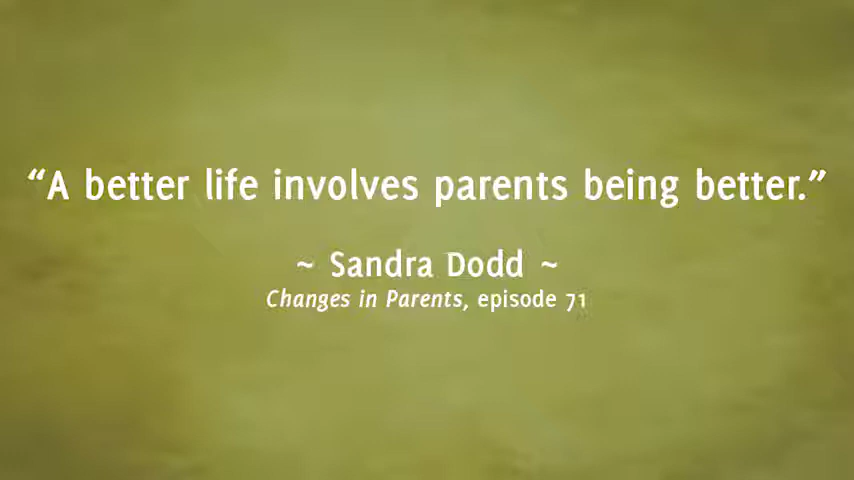 “A better life involves parents being better.”
~ Sandra Dodd ~
Changes in Parents, episode 71